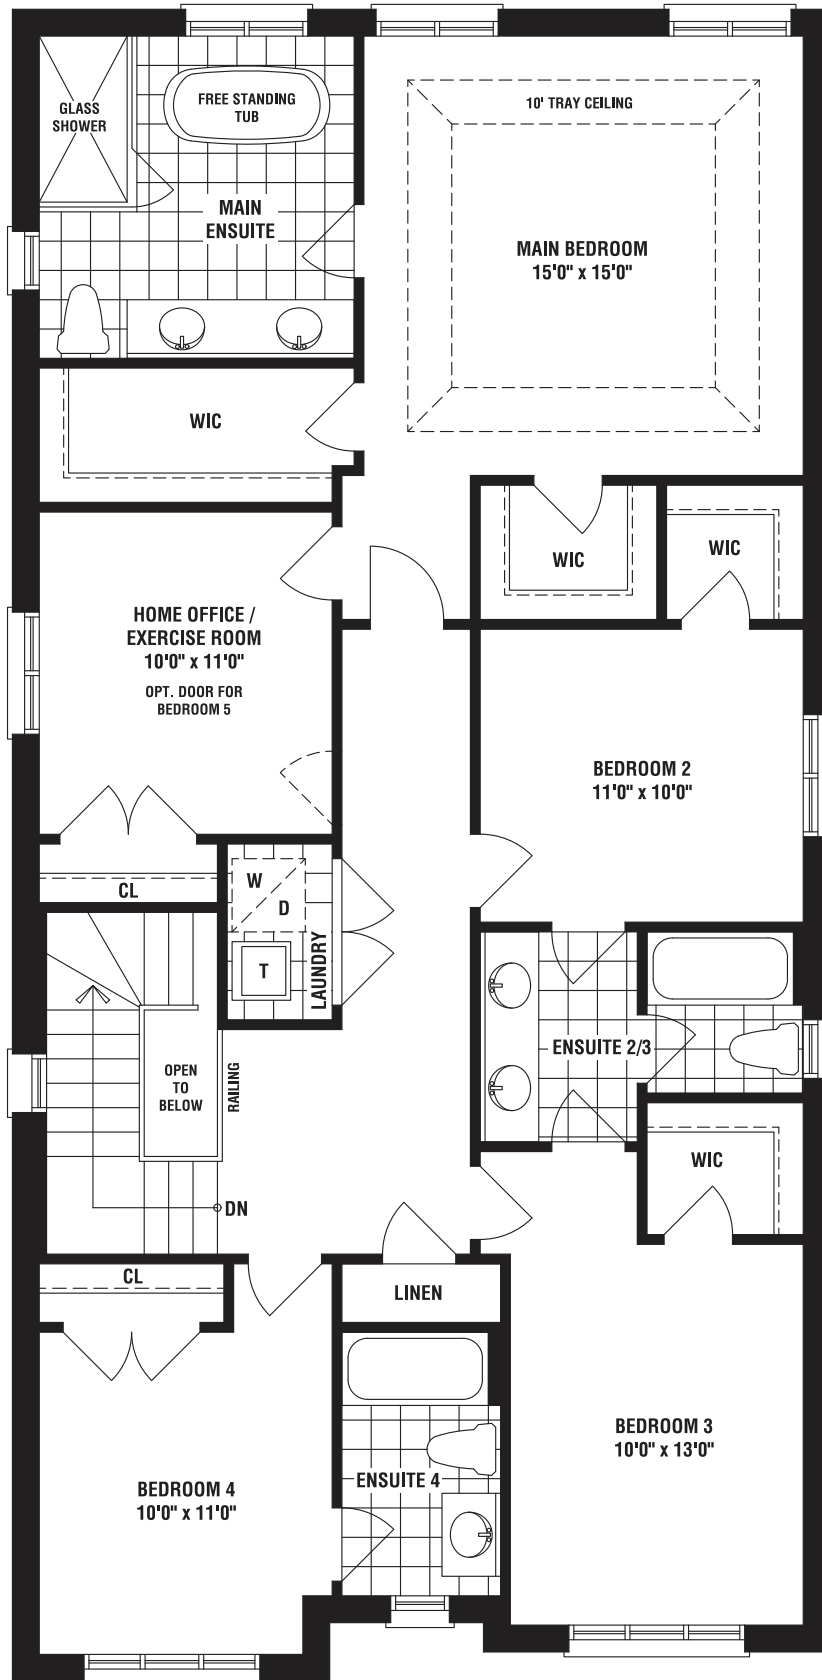 10' TRAY CEILING
GLASS
SHOWER
FREE STANDING
TUB
MAIN
ENSUITE
MAIN BEDROOM
15'0" x 15'0"
WIC
WIC
WIC
HOME OFFICE /
EXERCISE ROOM
10'0" x 11'0"
OPT. DOOR FOR
BEDROOM 5
BEDROOM 2
11'0" x 10'0"
CL
W
D
T
LAUNDRY
ENSUITE 2/3
OPEN
TO
BELOW
RAILING
WIC
DN
CL
LINEN
BEDROOM 3
10'0" x 13'0"
ENSUITE 4
BEDROOM 4
10'0" x 11'0"